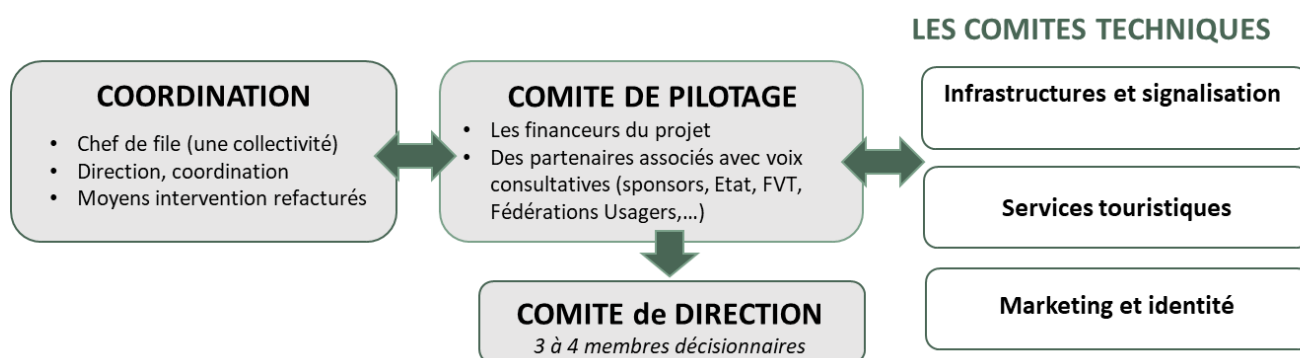 LES COMITES TECHNIQUES
COORDINATION
• Chef de file (une collectivité)
• Direction, coordination
• Moyens intervention refacturés
COMITE DE PILOTAGE
• Les financeurs du projet
• Des partenaires associés avec voix
consultatives (sponsors, Etat, FVT,
Fédérations Usagers,…)
COMITE de DIRECTION
3 à 4 membres décisionnaires
Infrastructures et signalisation
Services touristiques
Marketing et identité